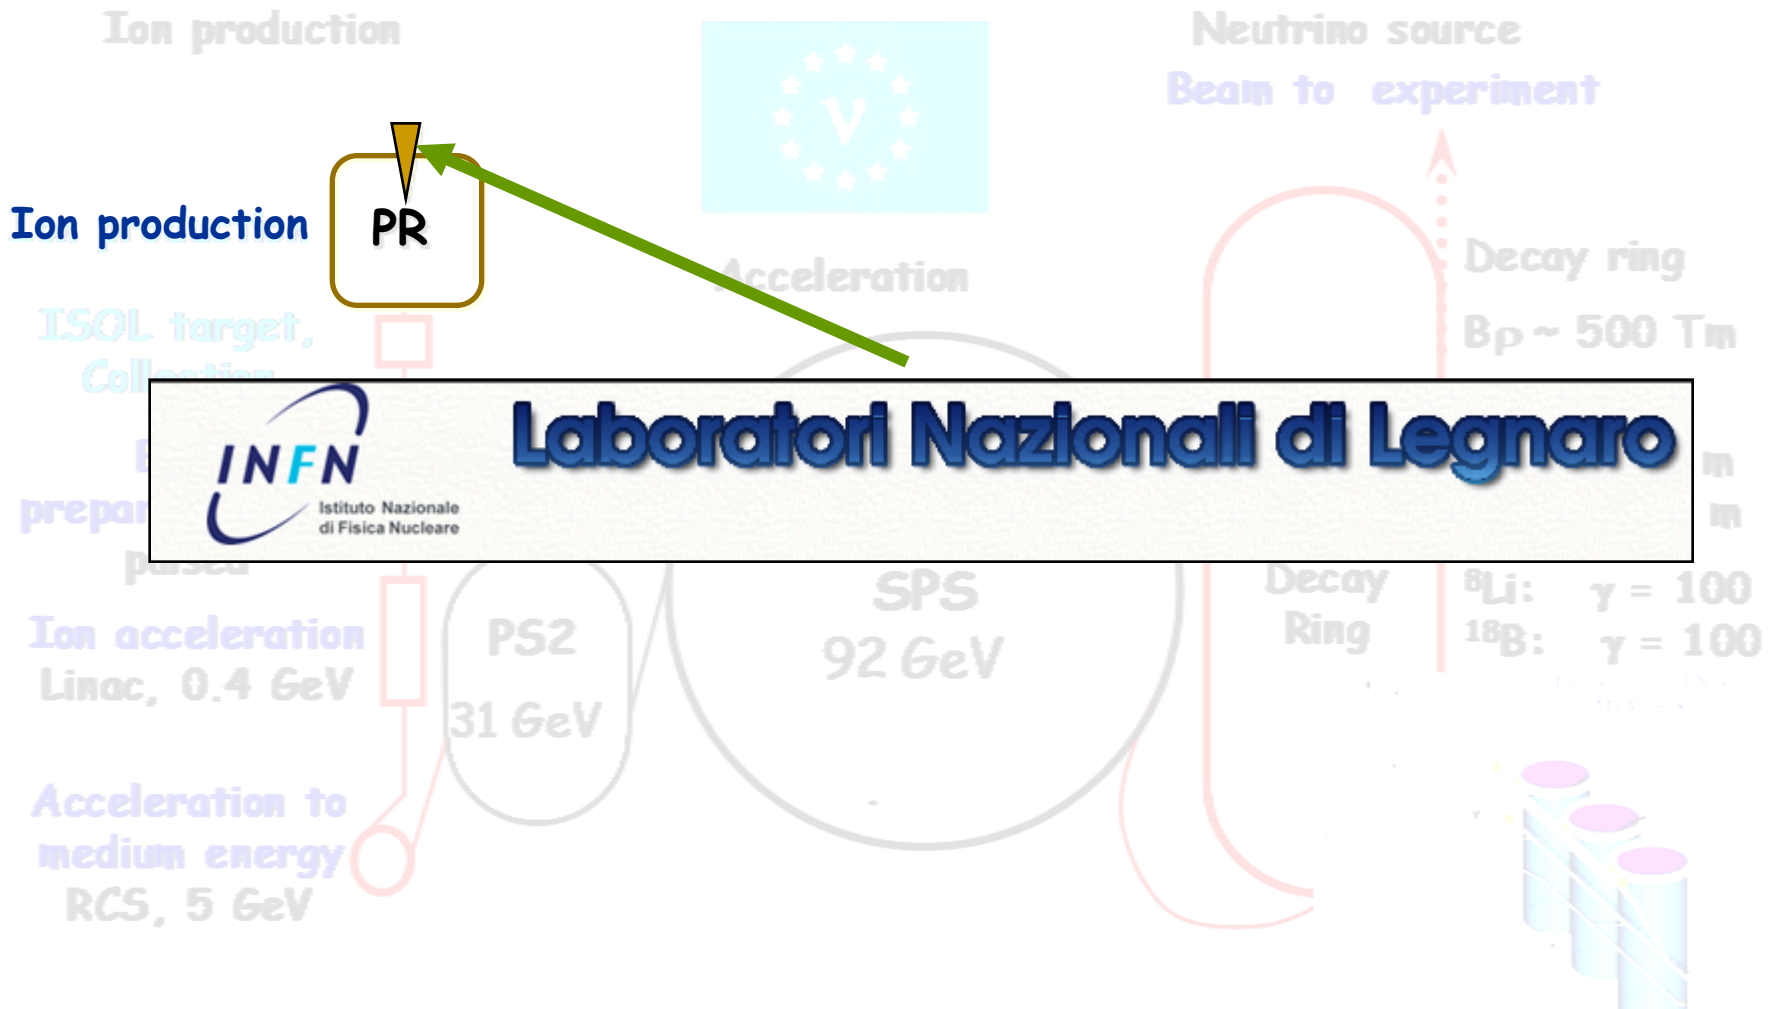 Ion production
Neutrino source
Beam to experiment
ν
Ion production
PR
Acceleration
Decay ring
Bρ ~ 500 Tm
ISOL target,
Collection
INFN
Istituto Nazionale
di Fisica Nucleare
Laboratori Nazionali di Legnaro
m
m
pulsed
Ion acceleration
Linac, 0.4 GeV
PS2
31 GeV
SPS
92 GeV
Decay
Ring
⁸Li: γ = 100
¹⁸B: γ = 100
Acceleration to
medium energy
RCS, 5 GeV